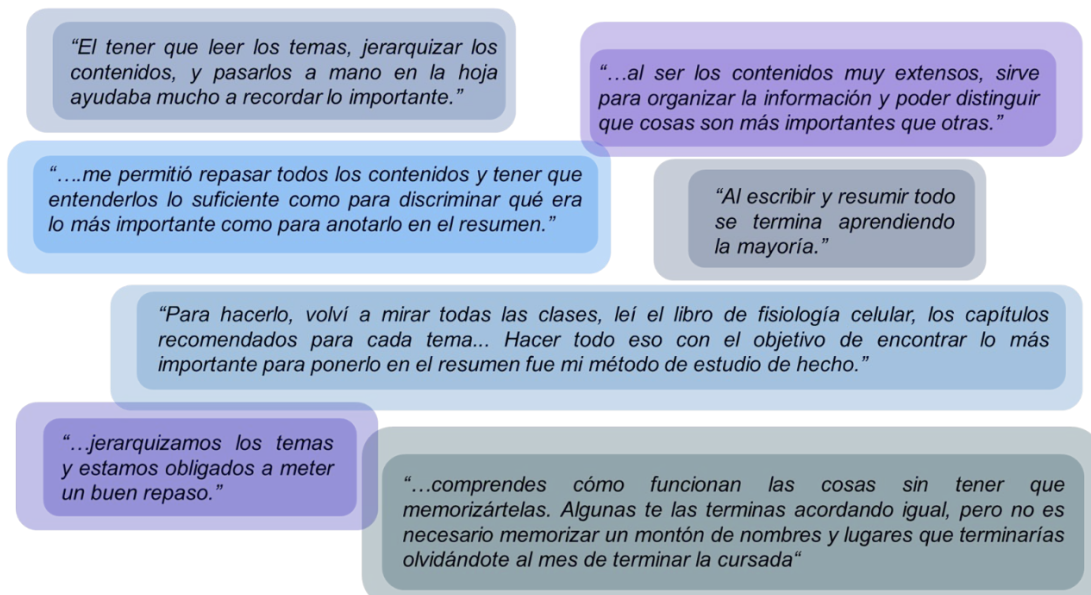 “El tener que leer los temas, jerarquizar los
contenidos, y pasarlos a mano en la hoja
ayudaba mucho a recordar lo importante.”
“…al ser los contenidos muy extensos, sirve
para organizar la información y poder distinguir
que cosas son más importantes que otras.”
“….me permitió repasar todos los contenidos y tener que
entenderlos lo suficiente como para discriminar qué era
lo más importante como para anotarlo en el resumen.”
“Al escribir y resumir todo
se termina aprendiendo
la mayoría.”
“Para hacerlo, volví a mirar todas las clases, leí el libro de fisiología celular, los capítulos
recomendados para cada tema... Hacer todo eso con el objetivo de encontrar lo más
importante para ponerlo en el resumen fue mi método de estudio de hecho.”
“…jerarquizamos los temas
y estamos obligados a meter
un buen repaso.”
“…comprendes cómo funcionan las cosas sin tener que
memorizártelas. Algunas te las terminas acordando igual, pero no es
necesario memorizar un montón de nombres y lugares que terminarías
olvidándote al mes de terminar la cursada“